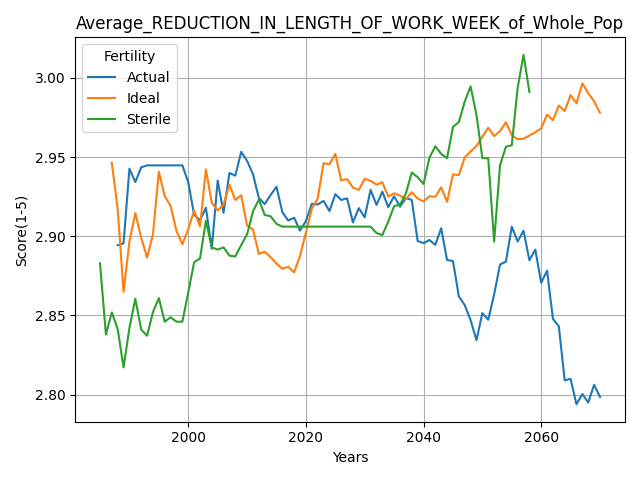 Average_REDUCTION_IN_LENGTH_OF_WORK_WEEK_of_Whole_Pop
Fertility
Actual
Ideal
Sterile
Score(1-5)
3.00
2.95
2.90
2.85
2.80
2000
2020
2040
2060
Years